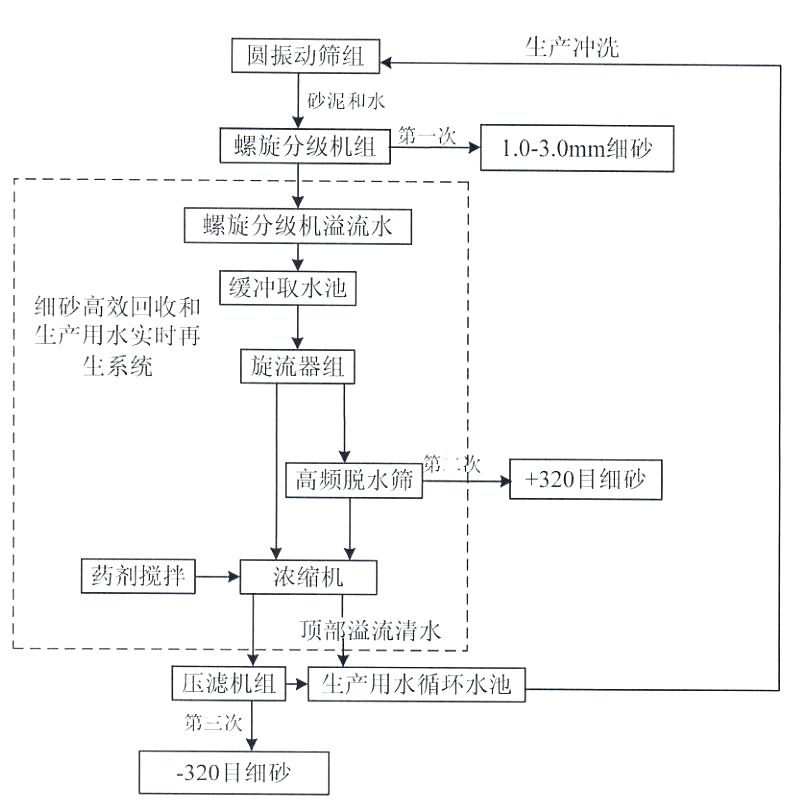 生产冲洗
圆振动筛组
砂泥和水
螺旋分级机组
第一次
1.0-3.0mm细砂
螺旋分级机溢流水
缓冲取水池
细砂高效回收和
生产用水实时再
生系统
旋流器组
第二次
高频脱水筛
+320目细砂
药剂搅拌
浓缩机
顶部溢流清水
压滤机组
生产用水循环水池
第三次
-320目细砂